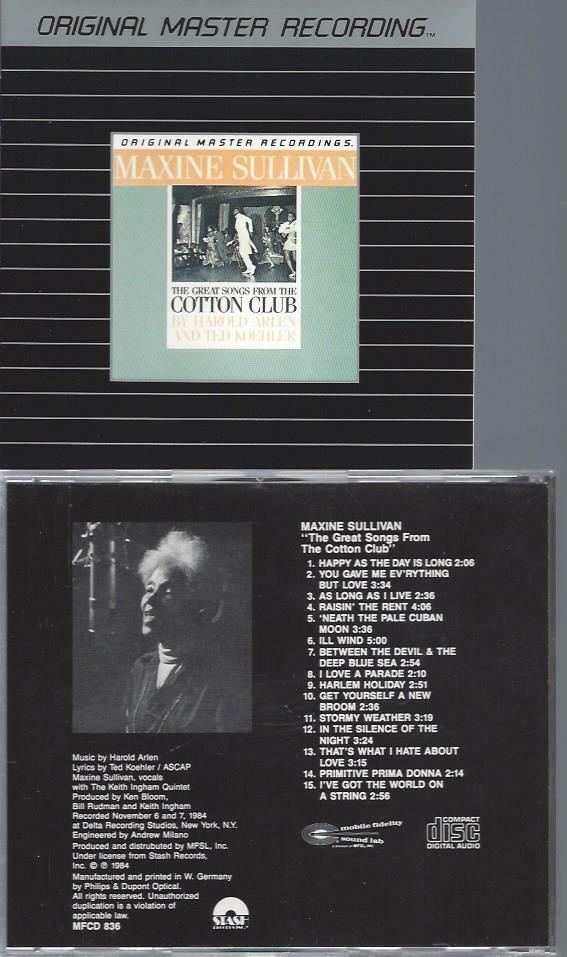 ORIGINAL MASTER RECORDING™
ORIGINAL MASTER RECORDINGS.
MAXINE SULLIVAN
THE GREAT SONGS FROM THE
COTTON CLUB
BY HAROLD ARLEN
AND TED KOEHLER
MAXINE SULLIVAN
"The Great Songs From
The Cotton Club"
1. HAPPY AS THE DAY IS LONG 2:06
2. YOU GAVE ME EV'RYTHING
BUT LOVE 3:34
3. AS LONG AS I LIVE 2:36
4. RAISIN' THE RENT 4:06
5. 'NEATH THE PALE CUBAN
MOON 3:36
6. ILL WIND 5:00
7. BETWEEN THE DEVIL & THE
DEEP BLUE SEA 2:54
8. I LOVE A PARADE 2:10
9. HARLEM HOLIDAY 2:51
10. GET YOURSELF A NEW
BROOM 2:36
11. STORMY WEATHER 3:19
12. IN THE SILENCE OF THE
NIGHT 3:24
13. THAT'S WHAT I HATE ABOUT
LOVE 3:15
14. PRIMITIVE PRIMA DONNA 2:14
15. I'VE GOT THE WORLD ON
A STRING 2:56
Music by Harold Arlen
Lyrics by Ted Koehler / ASCAP
Maxine Sullivan, vocals
with The Keith Ingham Quintet
Produced by Ken Bloom,
Bill Rudman and Keith Ingham
Recorded November 6 and 7, 1984
at Delta Recording Studios, New York, N.Y.
Engineered by Andrew Milano
Produced and distrubuted by MFSL, Inc.
Under license from Stash Records,
Inc. © ℗ 1984
Manufactured and printed in W. Germany
by Philips & Dupont Optical.
All rights reserved. Unauthorized
duplication is a violation of
applicable law.
MFCD 836
STASH
RECORDS INC.
mobile fidelity
sound lab
a division of MFSL, INC.
COMPACT
disc
DIGITAL AUDIO